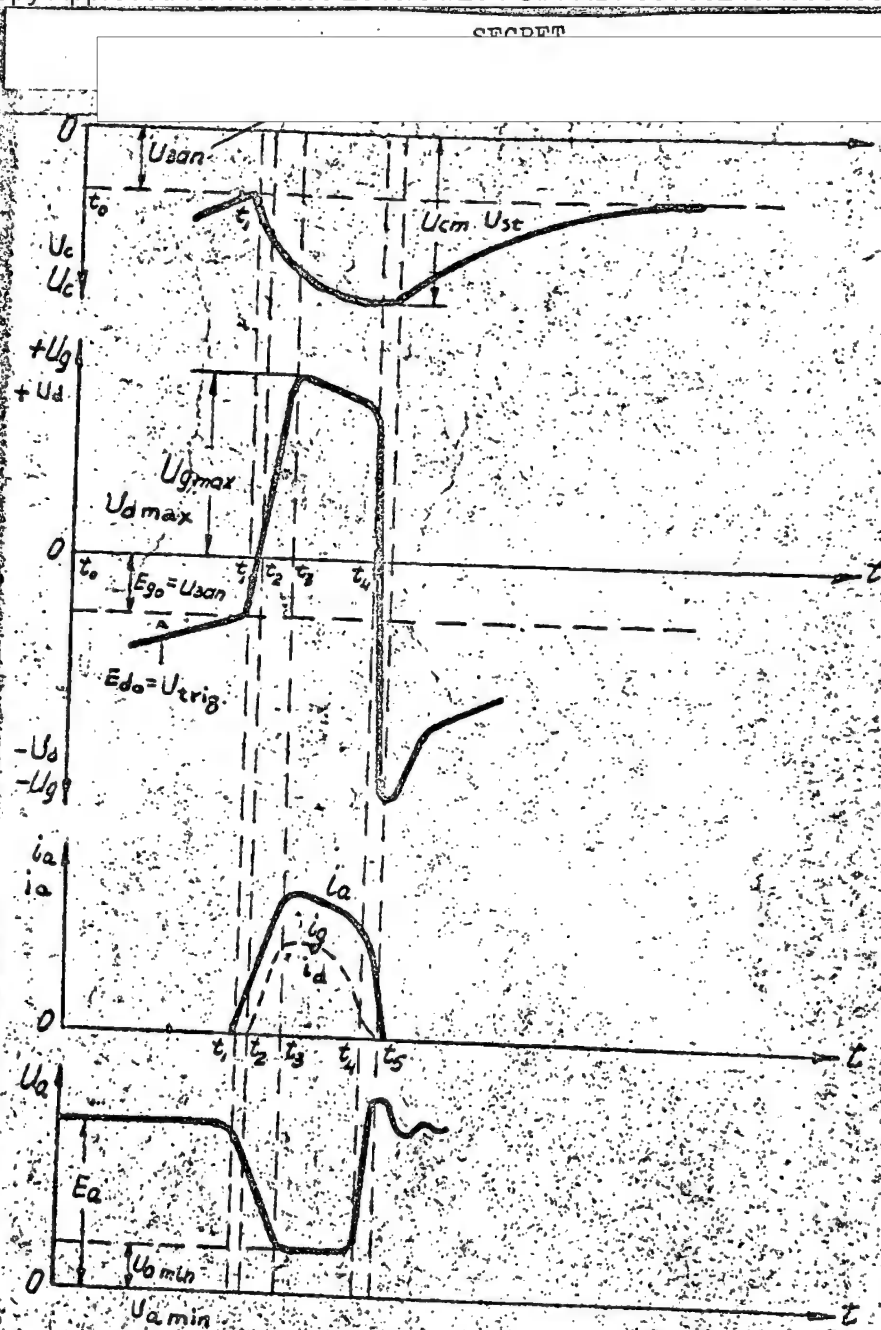 SECRET
0
Uзап
t₀
t₁
Uc
Uc
Ucm Ust
+Ug
+Ud
Ugmax
Udmax
0
t₀ t₁ t₂ t₃ t₄ t
Eg₀=Uзап
Ed₀=Utrig.
-Ud
-Ug
ia
ia
ia
ig
id
0
t₁ t₂ t₃ t₄ t₅ t
Ua
Ea
Ua min
0
Ua min
t